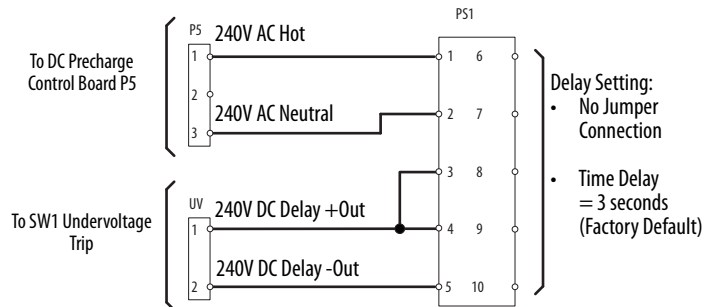 P5
PS1
240V AC Hot
To DC Precharge
Control Board P5
1
2
3
240V AC Neutral
1 6
2 7
3 8
4 9
5 10
Delay Setting:
• No Jumper
Connection
• Time Delay
= 3 seconds
(Factory Default)
To SW1 Undervoltage
Trip
UV
1
2
240V DC Delay +Out
240V DC Delay -Out